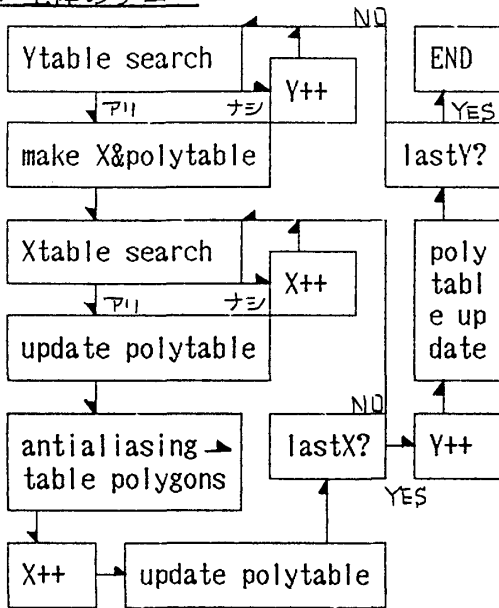 NO
Ytable search
END
Y++
アリ
ナシ
YES
make X&polytable
lastY?
Xtable search
X++
poly
tabl
e up
date
アリ
ナシ
update polytable
NO
antialiasing
table polygons
lastX?
Y++
YES
X++
update polytable